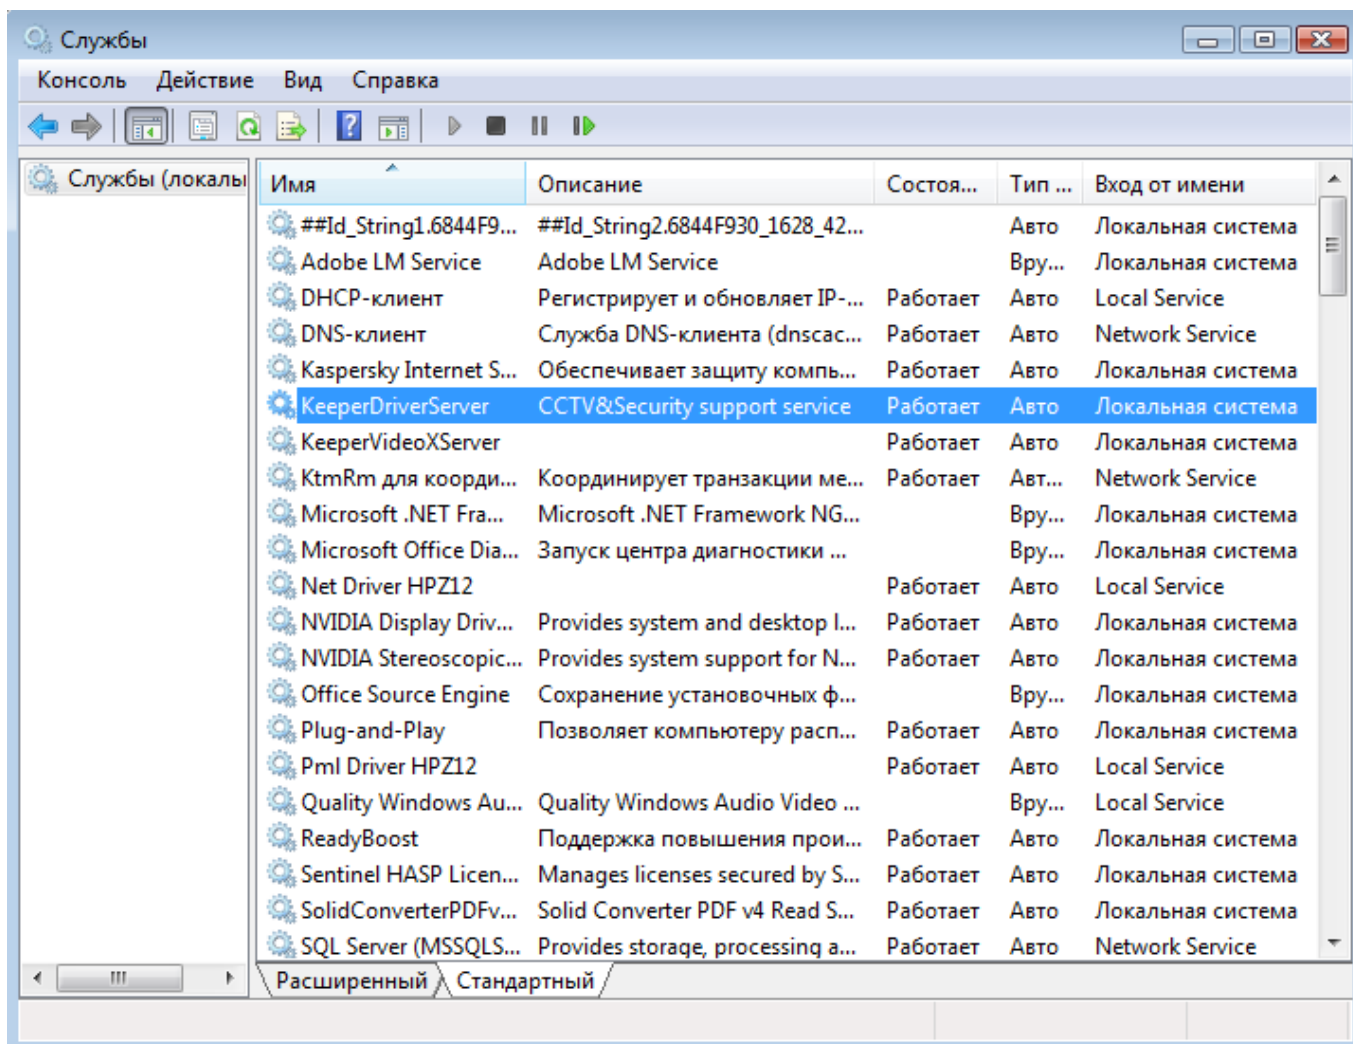 Службы
Консоль Действие Вид Справка
Службы (локалы
Имя Описание Состоя... Тип ... Вход от имени
##Id_String1.6844F9... ##Id_String2.6844F930_1628_42... Авто Локальная система
Adobe LM Service Adobe LM Service Вру... Локальная система
DHCP-клиент Регистрирует и обновляет IP-... Работает Авто Local Service
DNS-клиент Служба DNS-клиента (dnscac... Работает Авто Network Service
Kaspersky Internet S... Обеспечивает защиту компь... Работает Авто Локальная система
KeeperDriverServer CCTV&Security support service Работает Авто Локальная система
KeeperVideoXServer Работает Авто Локальная система
KtmRm для коорди... Координирует транзакции ме... Работает Авт... Network Service
Microsoft .NET Fra... Microsoft .NET Framework NG... Вру... Локальная система
Microsoft Office Dia... Запуск центра диагностики ... Вру... Локальная система
Net Driver HPZ12 Работает Авто Local Service
NVIDIA Display Driv... Provides system and desktop l... Работает Авто Локальная система
NVIDIA Stereoscopic... Provides system support for N... Работает Авто Локальная система
Office Source Engine Сохранение установочных ф... Вру... Локальная система
Plug-and-Play Позволяет компьютеру расп... Работает Авто Локальная система
Pml Driver HPZ12 Работает Авто Local Service
Quality Windows Au... Quality Windows Audio Video ... Вру... Local Service
ReadyBoost Поддержка повышения прои... Работает Авто Локальная система
Sentinel HASP Licen... Manages licenses secured by S... Работает Авто Локальная система
SolidConverterPDFv... Solid Converter PDF v4 Read S... Работает Авто Локальная система
SQL Server (MSSQLS... Provides storage, processing a... Работает Авто Network Service
Расширенный Стандартный